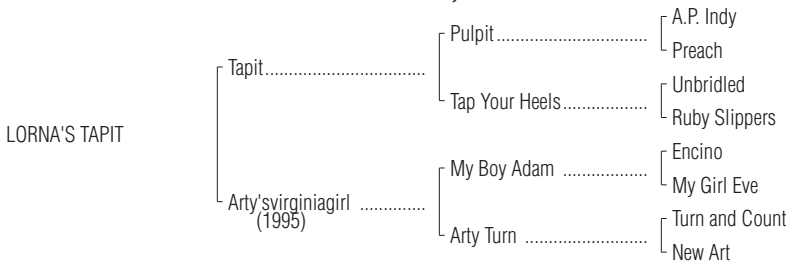 A.P. Indy
Pulpit
Preach
Tapit
Unbridled
Tap Your Heels
Ruby Slippers
LORNA'S TAPIT
Encino
My Boy Adam
My Girl Eve
Arty'svirginiagirl
(1995)
Turn and Count
Arty Turn
New Art